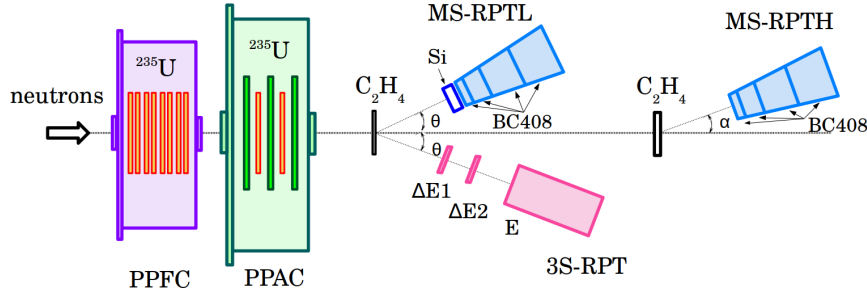 MS-RPTL
MS-RPTH
²³⁵U
²³⁵U
Si
C₂H₄
C₂H₄
neutrons
BC408
BC408
θ
θ
α
ΔE1
ΔE2
E
3S-RPT
PPFC
PPAC